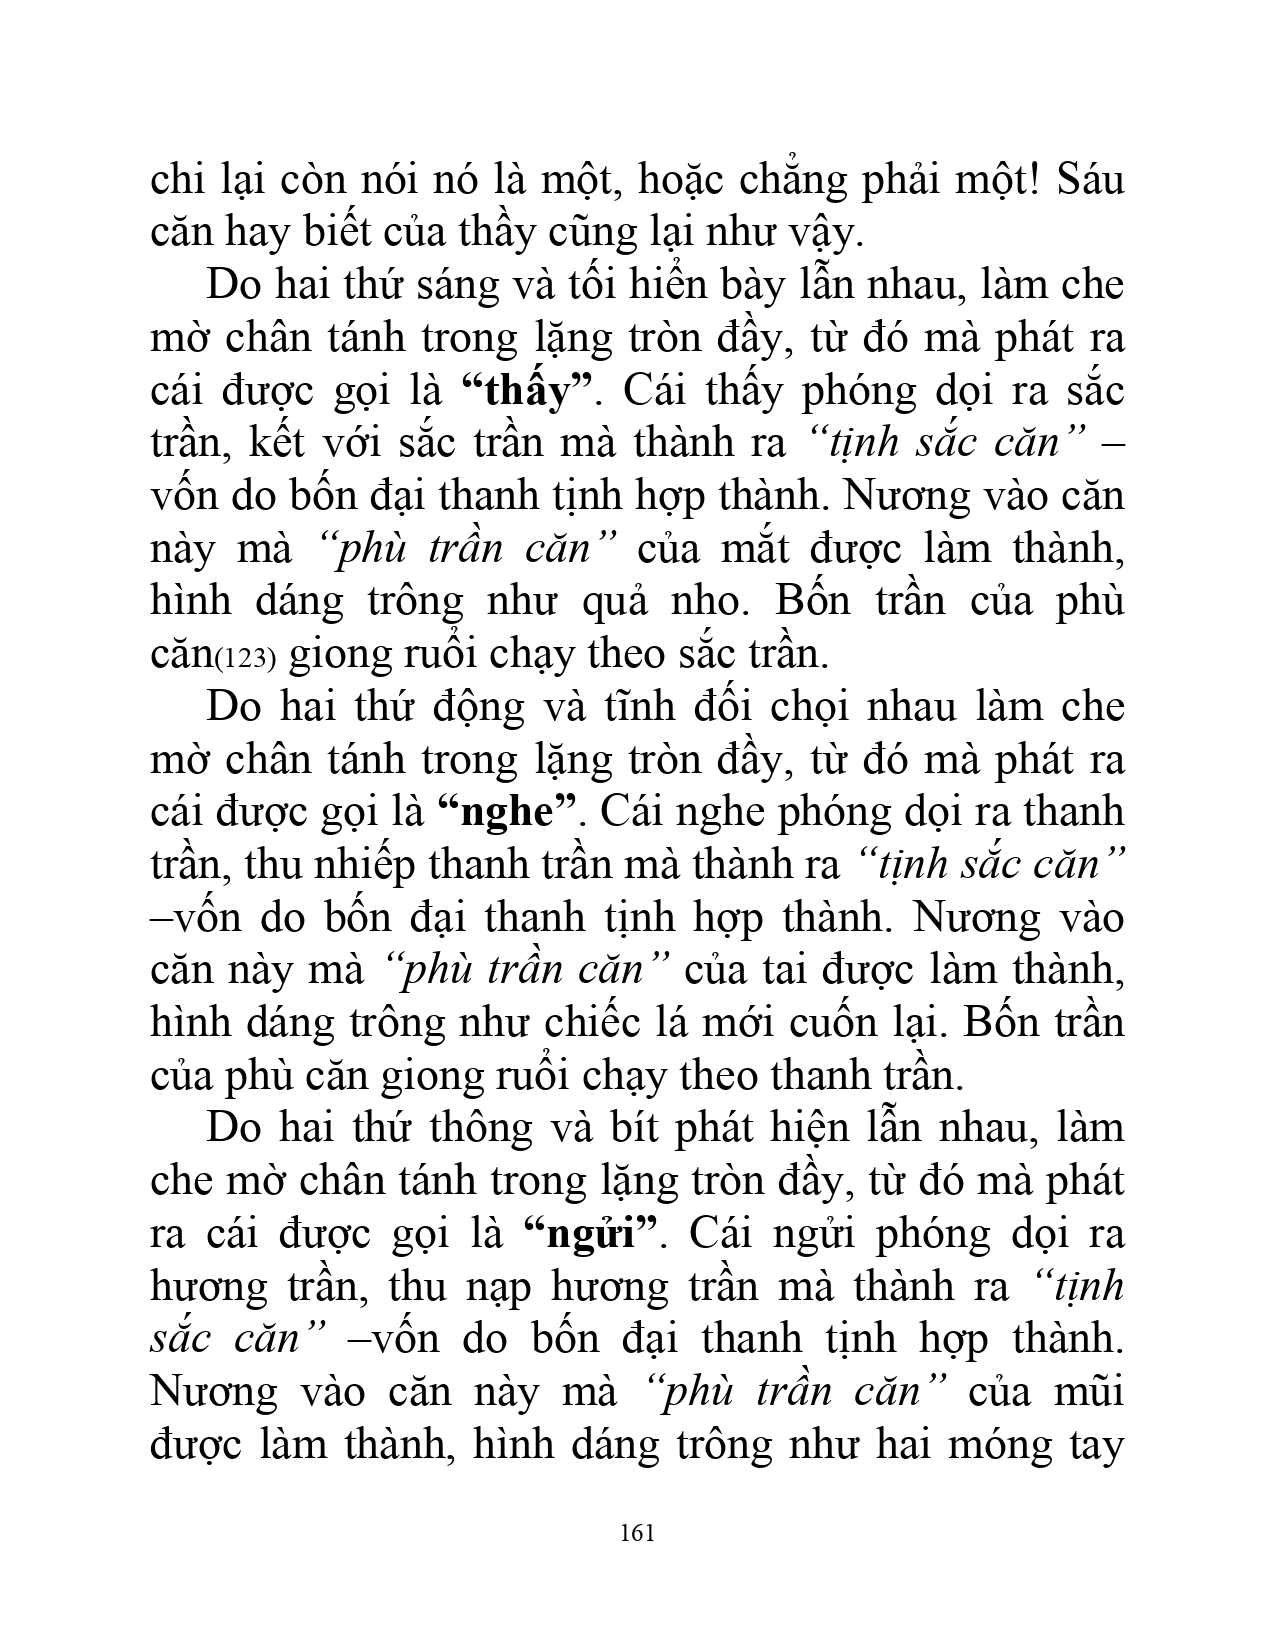 chi lại còn nói nó là một, hoặc chẳng phải một! Sáu
căn hay biết của thầy cũng lại như vậy.
Do hai thứ sáng và tối hiển bày lẫn nhau, làm che
mờ chân tánh trong lặng tròn đầy, từ đó mà phát ra
cái được gọi là “thấy”. Cái thấy phóng dọi ra sắc
trần, kết với sắc trần mà thành ra “tịnh sắc căn” –
vốn do bốn đại thanh tịnh hợp thành. Nương vào căn
này mà “phù trần căn” của mắt được làm thành,
hình dáng trông như quả nho. Bốn trần của phù
căn(123) giong ruổi chạy theo sắc trần.
Do hai thứ động và tĩnh đối chọi nhau làm che
mờ chân tánh trong lặng tròn đầy, từ đó mà phát ra
cái được gọi là “nghe”. Cái nghe phóng dọi ra thanh
trần, thu nhiếp thanh trần mà thành ra “tịnh sắc căn”
–vốn do bốn đại thanh tịnh hợp thành. Nương vào
căn này mà “phù trần căn” của tai được làm thành,
hình dáng trông như chiếc lá mới cuốn lại. Bốn trần
của phù căn giong ruổi chạy theo thanh trần.
Do hai thứ thông và bít phát hiện lẫn nhau, làm
che mờ chân tánh trong lặng tròn đầy, từ đó mà phát
ra cái được gọi là “ngửi”. Cái ngửi phóng dọi ra
hương trần, thu nạp hương trần mà thành ra “tịnh
sắc căn” –vốn do bốn đại thanh tịnh hợp thành.
Nương vào căn này mà “phù trần căn” của mũi
được làm thành, hình dáng trông như hai móng tay
161